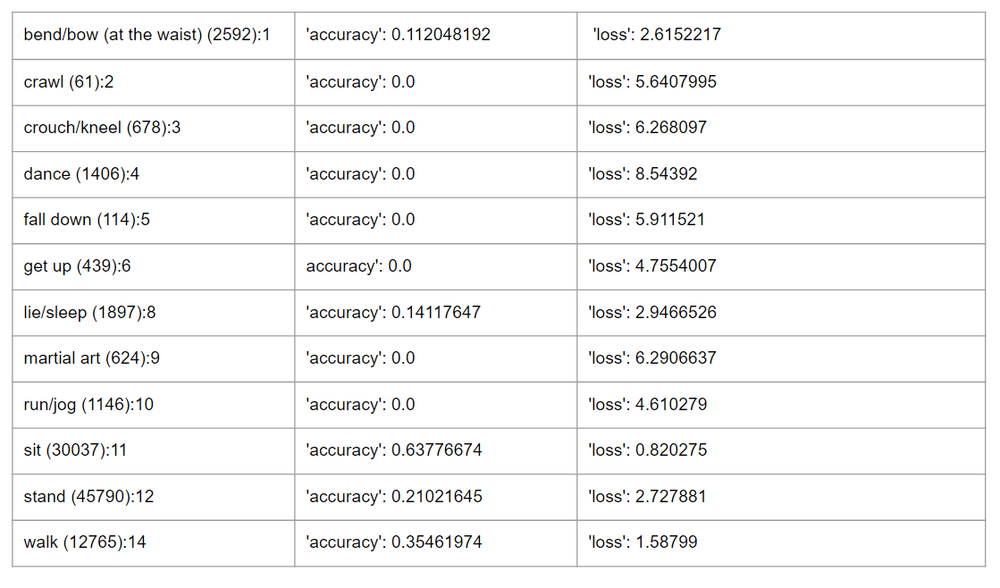 bend/bow (at the waist) (2592):1 'accuracy': 0.112048192 'loss': 2.6152217
crawl (61):2 'accuracy': 0.0 'loss': 5.6407995
crouch/kneel (678):3 'accuracy': 0.0 'loss': 6.268097
dance (1406):4 'accuracy': 0.0 'loss': 8.54392
fall down (114):5 'accuracy': 0.0 'loss': 5.911521
get up (439):6 accuracy': 0.0 'loss': 4.7554007
lie/sleep (1897):8 'accuracy': 0.14117647 'loss': 2.9466526
martial art (624):9 'accuracy': 0.0 'loss': 6.2906637
run/jog (1146):10 'accuracy': 0.0 'loss': 4.610279
sit (30037):11 'accuracy': 0.63776674 'loss': 0.820275
stand (45790):12 'accuracy': 0.21021645 'loss': 2.727881
walk (12765):14 'accuracy': 0.35461974 'loss': 1.58799